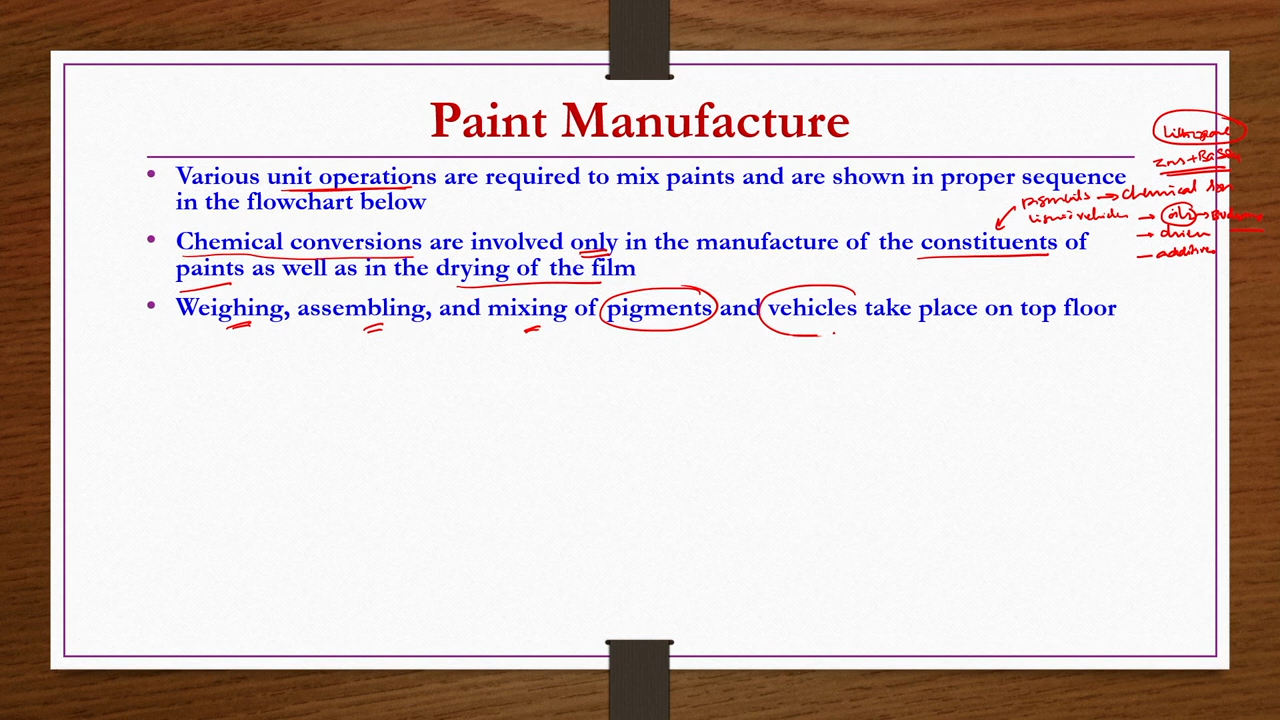 Paint Manufacture
• Various unit operations are required to mix paints and are shown in proper sequence
in the flowchart below
• Chemical conversions are involved only in the manufacture of the constituents of
paints as well as in the drying of the film
• Weighing, assembling, and mixing of pigments and vehicles take place on top floor
Lithopone
pigments → Chemical
vehicles → oils →
→ driers
– additives